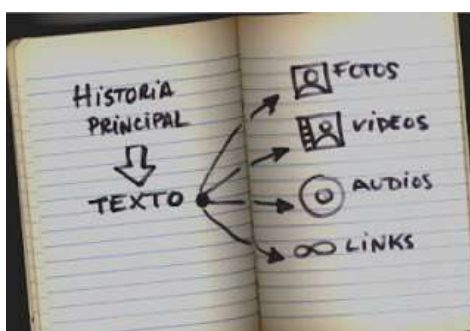 HiSTORiA
PRiNCiPAL
TEXTO
FOTOS
ViDEOS
AUDiOS
LiNKS